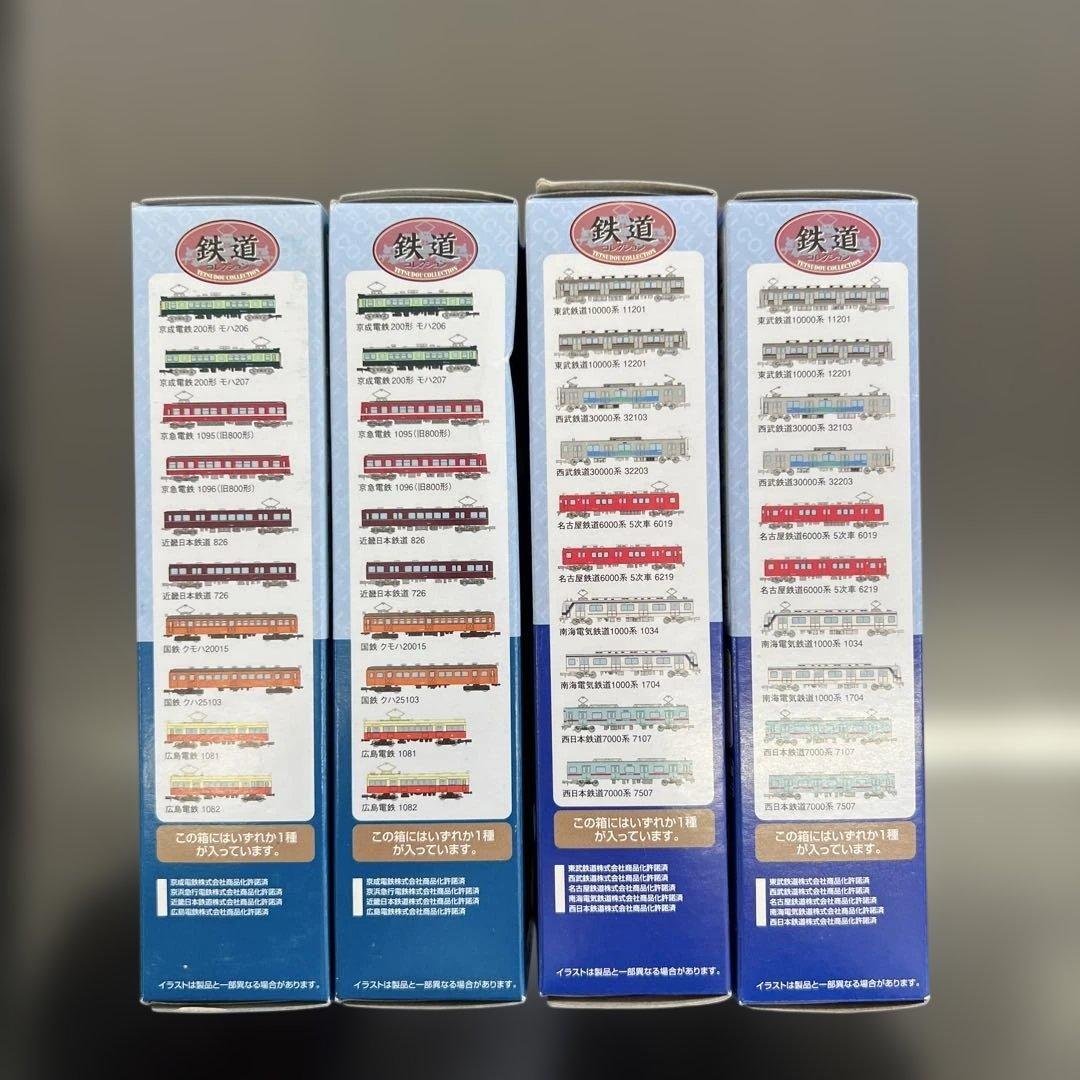 鉄道
コレクション
TETSUDOU COLLECTION
京成電鉄200形 モハ206
京成電鉄200形 モハ207
京急電鉄 1095(旧800形)
京急電鉄 1096(旧800形)
近畿日本鉄道 826
近畿日本鉄道 726
国鉄 クモハ20015
国鉄 クハ25103
広島電鉄 1081
広島電鉄 1082
この箱にはいずれか1種
が入っています。
京成電鉄株式会社商品化許諾済
京浜急行電鉄株式会社商品化許諾済
近畿日本鉄道株式会社商品化許諾済
広島電鉄株式会社商品化許諾済
イラストは製品と一部異なる場合があります。
鉄道
コレクション
TETSUDOU COLLECTION
京成電鉄200形 モハ206
京成電鉄200形 モハ207
京急電鉄 1095(旧800形)
京急電鉄 1096(旧800形)
近畿日本鉄道 826
近畿日本鉄道 726
国鉄 クモハ20015
国鉄 クハ25103
広島電鉄 1081
広島電鉄 1082
この箱にはいずれか1種
が入っています。
京成電鉄株式会社商品化許諾済
京浜急行電鉄株式会社商品化許諾済
近畿日本鉄道株式会社商品化許諾済
広島電鉄株式会社商品化許諾済
イラストは製品と一部異なる場合があります。
鉄道
コレクション
TETSUDOU COLLECTION
東武鉄道10000系 11201
東武鉄道10000系 12201
西武鉄道30000系 32103
西武鉄道30000系 32203
名古屋鉄道6000系 5次車 6019
名古屋鉄道6000系 5次車 6219
南海電気鉄道1000系 1034
南海電気鉄道1000系 1704
西日本鉄道7000系 7107
西日本鉄道7000系 7507
この箱にはいずれか1種
が入っています。
東武鉄道株式会社商品化許諾済
西武鉄道株式会社商品化許諾済
名古屋鉄道株式会社商品化許諾済
南海電気鉄道株式会社商品化許諾済
西日本鉄道株式会社商品化許諾済
イラストは製品と一部異なる場合があります。
鉄道
コレクション
TETSUDOU COLLECTION
東武鉄道10000系 11201
東武鉄道10000系 12201
西武鉄道30000系 32103
西武鉄道30000系 32203
名古屋鉄道6000系 5次車 6019
名古屋鉄道6000系 5次車 6219
南海電気鉄道1000系 1034
南海電気鉄道1000系 1704
西日本鉄道7000系 7107
西日本鉄道7000系 7507
この箱にはいずれか1種
が入っています。
東武鉄道株式会社商品化許諾済
西武鉄道株式会社商品化許諾済
名古屋鉄道株式会社商品化許諾済
南海電気鉄道株式会社商品化許諾済
西日本鉄道株式会社商品化許諾済
イラストは製品と一部異なる場合があります。